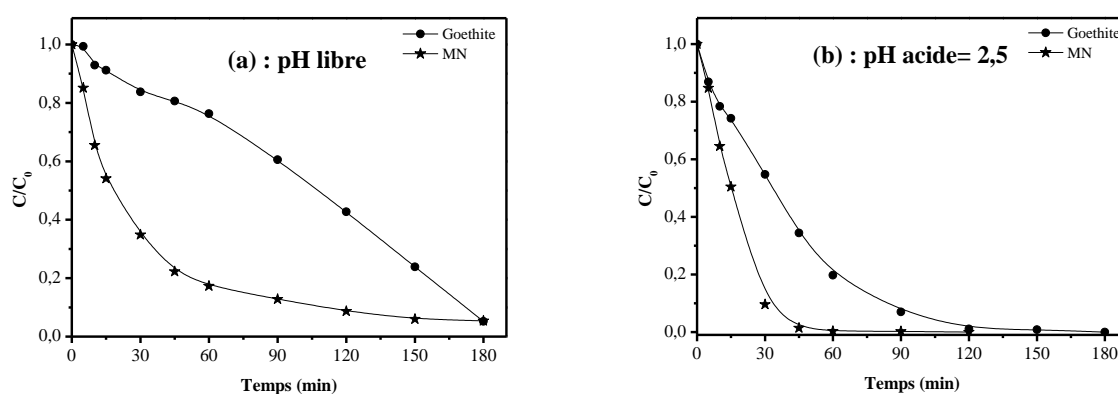 (a) : pH libre
Goethite
MN
C/C0
1,0
0,8
0,6
0,4
0,2
0,0
0 30 60 90 120 150 180
Temps (min)
(b) : pH acide= 2,5
Goethite
MN
C/C0
1,0
0,8
0,6
0,4
0,2
0,0
0 30 60 90 120 150 180
Temps (min)